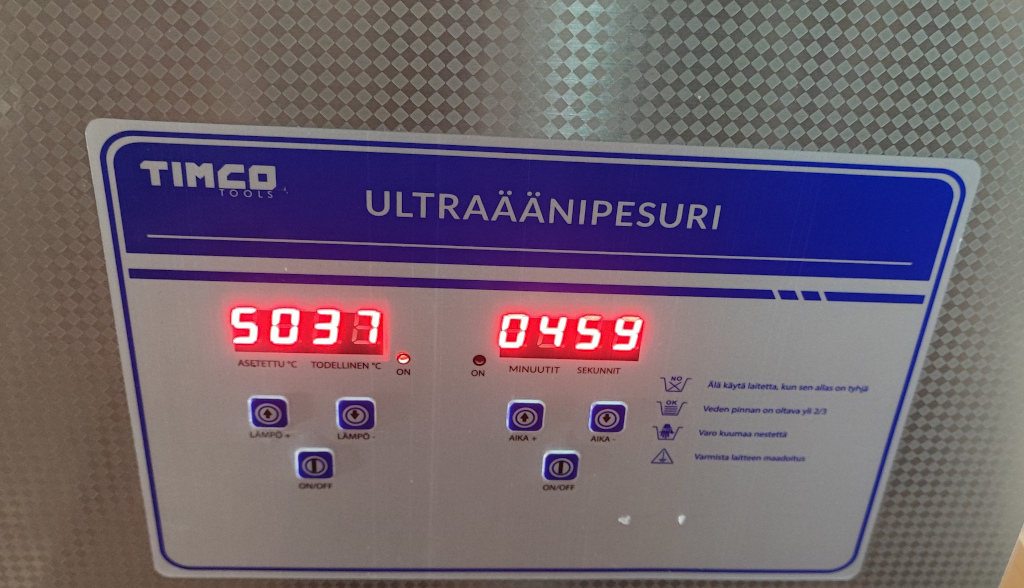 TIMCO
TOOLS
ULTRAÄÄNIPESURI
5037
0459
ASETETTU °C TODELLINEN °C ON
ON MINUUTIT SEKUNNIT
LÄMPÖ + LÄMPÖ -
ON/OFF
AIKA + AIKA -
ON/OFF
NO Älä käytä laitetta, kun sen allas on tyhjä
OK Veden pinnan on oltava yli 2/3
Varo kuumaa nestettä
Varmista laitteen maadoitus